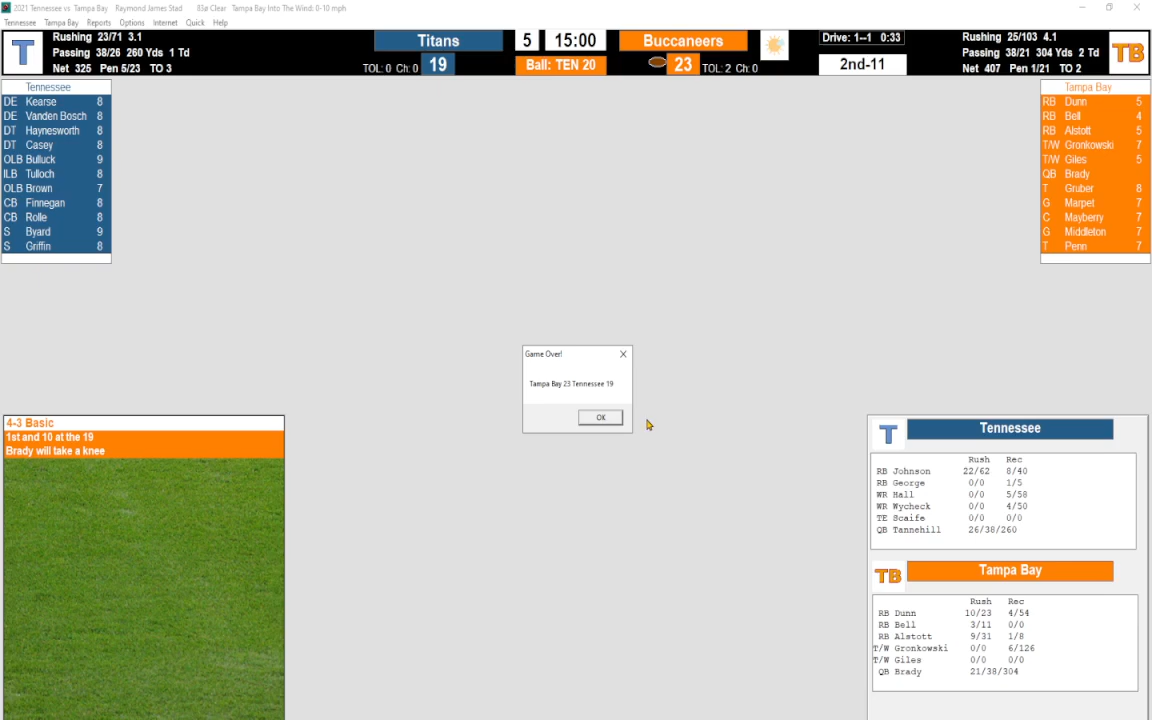 2021 Tennessee vs Tampa Bay Raymond James Stad 83ø Clear Tampa Bay Into The Wind: 0-10 mph
Tennessee Tampa Bay Reports Options Internet Quick Help
T
Rushing 23/71 3.1
Passing 38/26 260 Yds 1 Td
Net 325 Pen 5/23 TO 3
Titans
TOL: 0 Ch: 0
19
5
15:00
Ball: TEN 20
Buccaneers
23
TOL: 2 Ch: 0
Drive: 1--1 0:33
2nd-11
Rushing 25/103 4.1
Passing 38/21 304 Yds 2 Td
Net 407 Pen 1/21 TO 2
TB
Tennessee
DE Kearse 8
DE Vanden Bosch 8
DT Haynesworth 8
DT Casey 8
OLB Bulluck 9
ILB Tulloch 8
OLB Brown 7
CB Finnegan 8
CB Rolle 8
S Byard 9
S Griffin 8
Tampa Bay
RB Dunn 5
RB Bell 4
RB Alstott 5
T/W Gronkowski 7
T/W Giles 5
QB Brady
T Gruber 8
G Marpet 7
C Mayberry 7
G Middleton 7
T Penn 7
Game Over!
Tampa Bay 23 Tennessee 19
OK
4-3 Basic
1st and 10 at the 19
Brady will take a knee
T
Tennessee
Rush Rec
RB Johnson 22/62 8/40
RB George 1/5
WR Hall 0/0 5/58
WR Wycheck 0/0 4/50
TE Scaife 0/0 0/0
QB Tannehill 26/38/260
TB
Tampa Bay
Rush Rec
RB Dunn 10/23 4/54
RB Bell 3/11 0/0
RB Alstott 9/31 1/8
T/W Gronkowski 0/0 6/126
T/W Giles 0/0 0/0
QB Brady 21/38/304